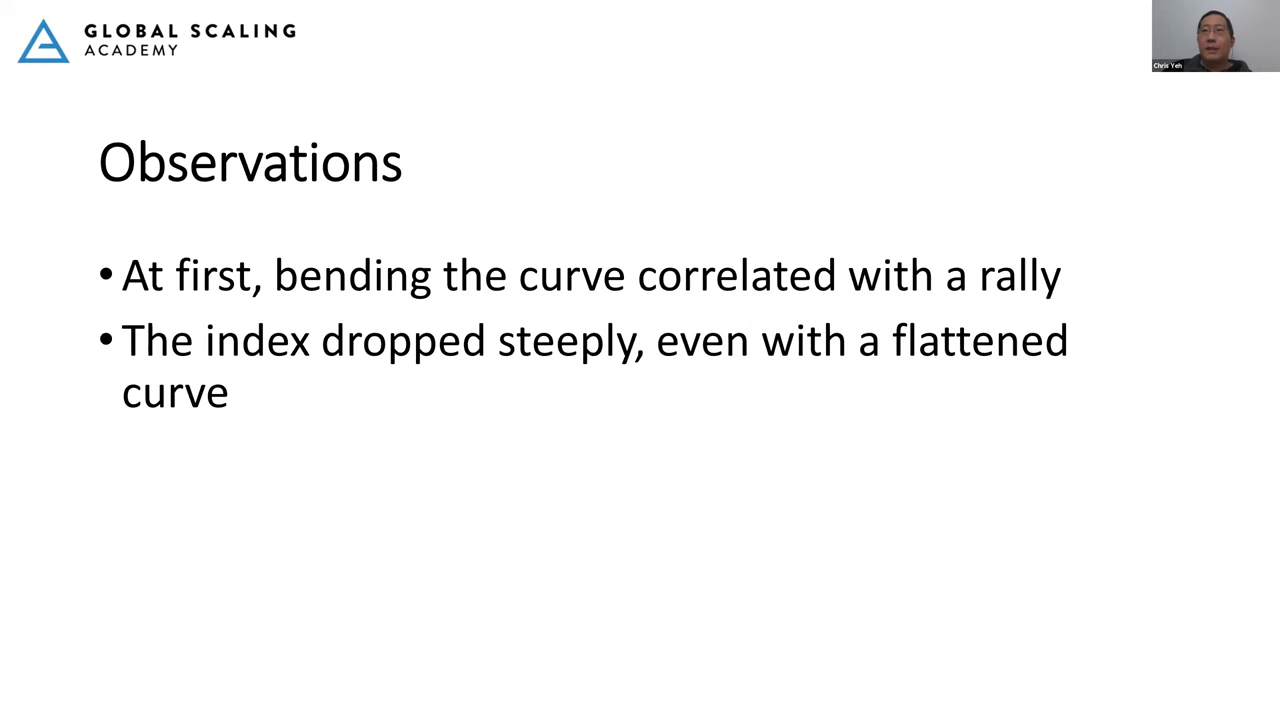 GLOBAL SCALING
ACADEMY
Chris Yeh
Observations
•At first, bending the curve correlated with a rally
•The index dropped steeply, even with a flattened
curve